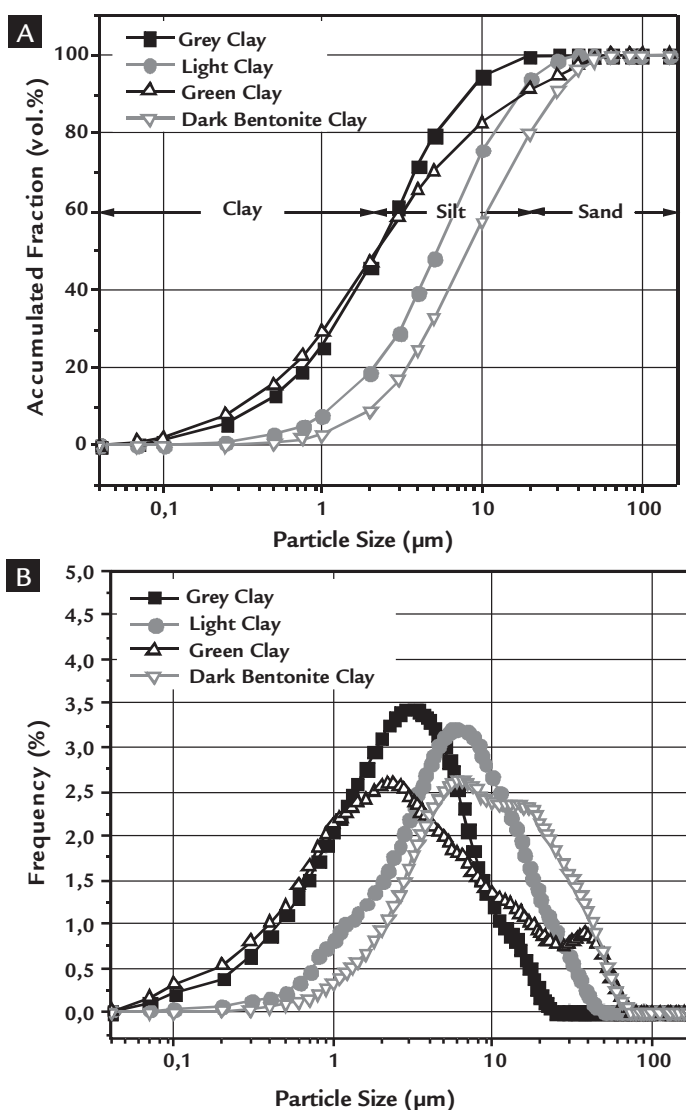 A
Accumulated Fraction (vol.%)
100
80
60
40
20
0
Grey Clay
Light Clay
Green Clay
Dark Bentonite Clay
Clay
Silt
Sand
0,1
1
10
100
Particle Size (µm)
B
Frequency (%)
5,0
4,5
4,0
3,5
3,0
2,5
2,0
1,5
1,0
0,5
0,0
Grey Clay
Light Clay
Green Clay
Dark Bentonite Clay
0,1
1
10
100
Particle Size (µm)